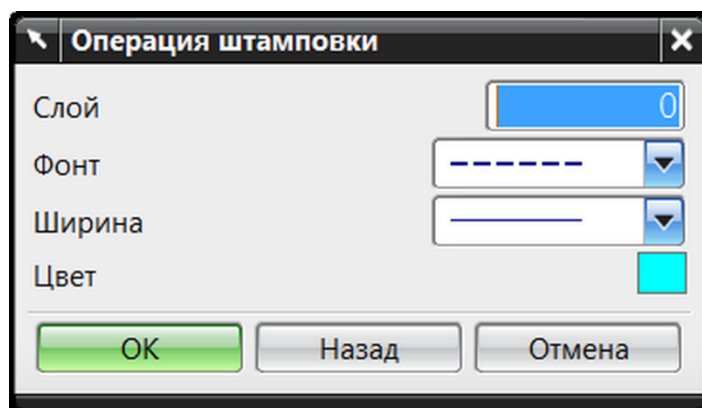 Операция штамповки
Слой 0
Фонт
Ширина
Цвет
OK Назад Отмена